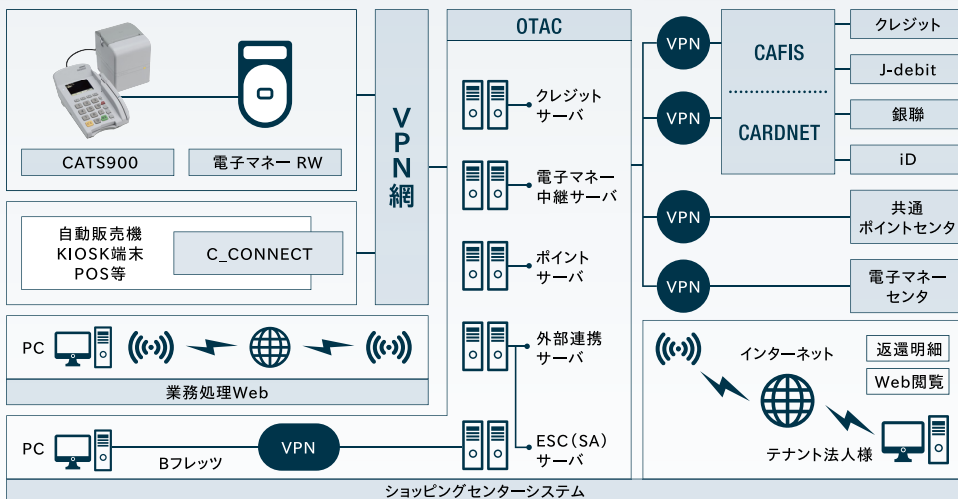 CATS900
電子マネー RW
自動販売機
KIOSK端末
POS等
C_CONNECT
VPN網
OTAC
クレジット
サーバ
電子マネー
中継サーバ
ポイント
サーバ
外部連携
サーバ
ESC(SA)
サーバ
VPN
VPN
VPN
VPN
CAFIS
CARDNET
クレジット
J-debit
銀聯
iD
共通
ポイントセンタ
電子マネー
センタ
PC
業務処理Web
PC
Bフレッツ
VPN
インターネット
返還明細
Web閲覧
テナント法人様
ショッピングセンターシステム